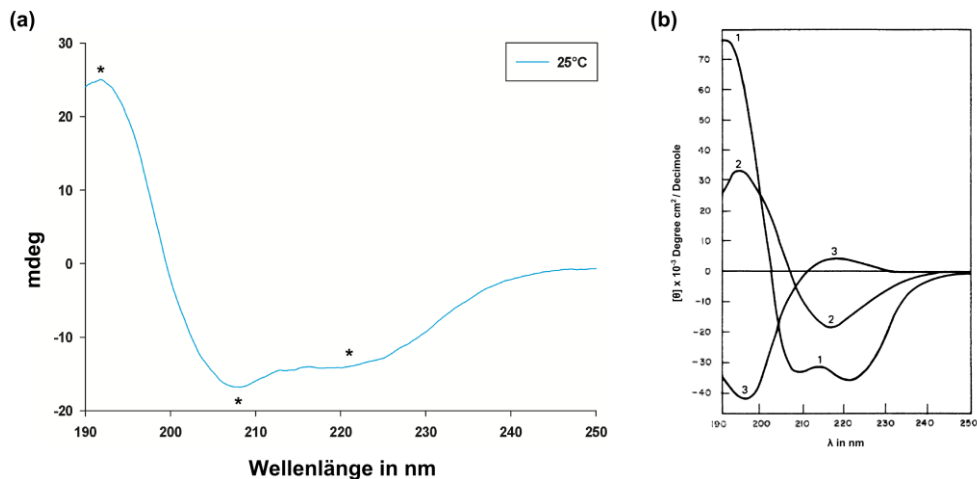 (a)
30
20
10
0
-10
-20
mdeg
* * *
25°C
190 200 210 220 230 240 250
Wellenlänge in nm
(b)
70
60
50
40
30
20
10
0
-10
-20
-30
-40
[θ] x 10⁻³ Degree cm²/ Decimole
1
2
3
2
1
3
190 200 210 220 230 240 250
λ in nm